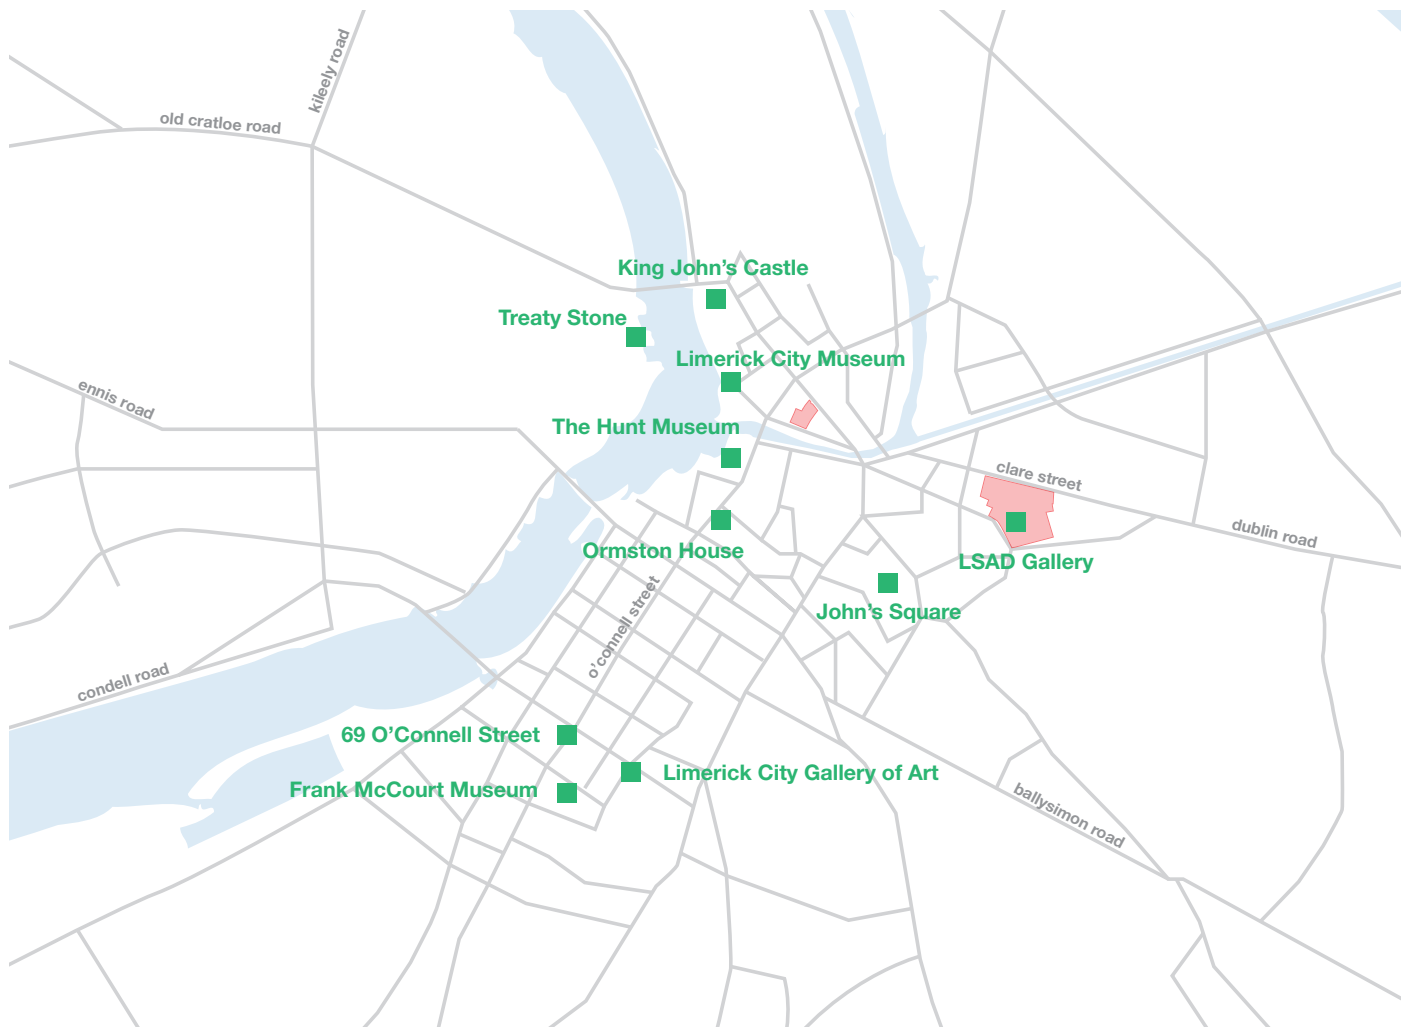 kileely road
old cratloe road
King John’s Castle
Treaty Stone
Limerick City Museum
ennis road
The Hunt Museum
clare street
dublin road
Ormston House
LSAD Gallery
John’s Square
o’connell street
condell road
69 O’Connell Street
Limerick City Gallery of Art
Frank McCourt Museum
ballysimon road